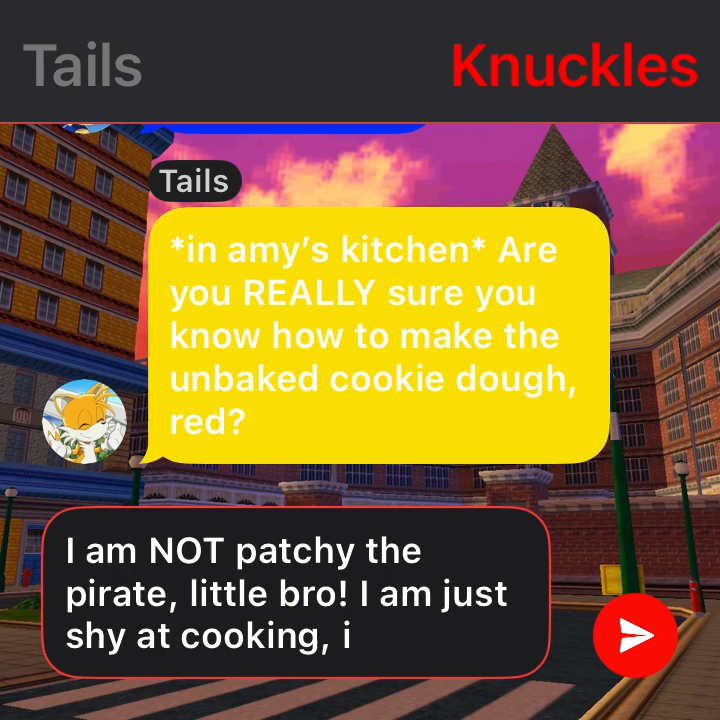 Tails
Knuckles
Tails
*in amy’s kitchen* Are
you REALLY sure you
know how to make the
unbaked cookie dough,
red?
I am NOT patchy the
pirate, little bro! I am just
shy at cooking, i